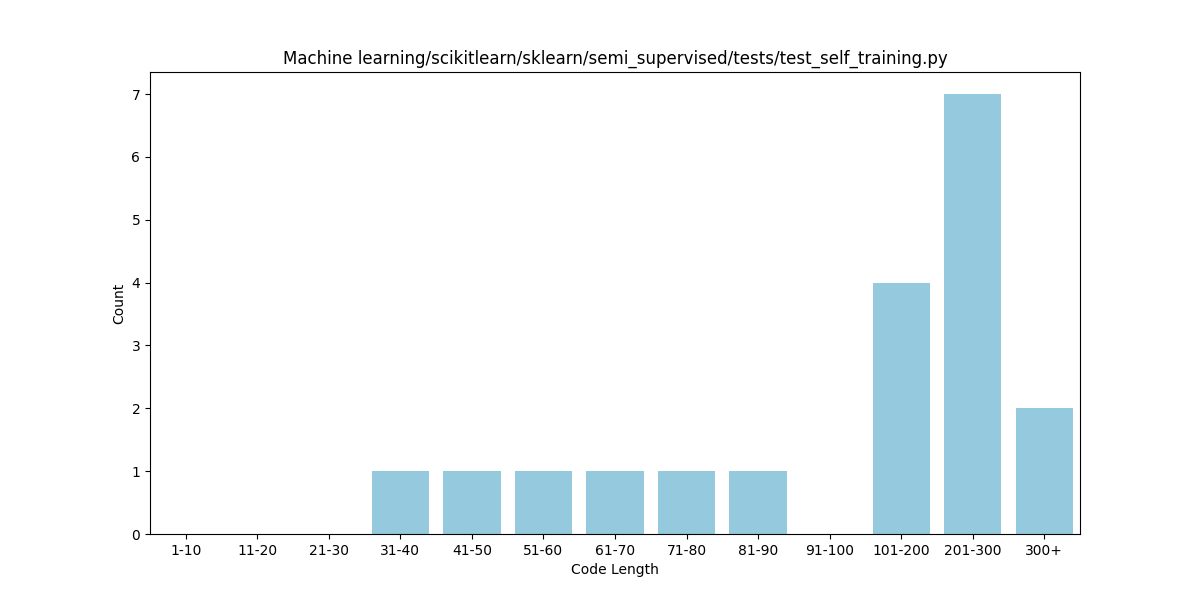 Machine learning/scikitlearn/sklearn/semi_supervised/tests/test_self_training.py
7
6
5
4
3
2
1
0
Count
1-10 11-20 21-30 31-40 41-50 51-60 61-70 71-80 81-90 91-100 101-200 201-300 300+
Code Length